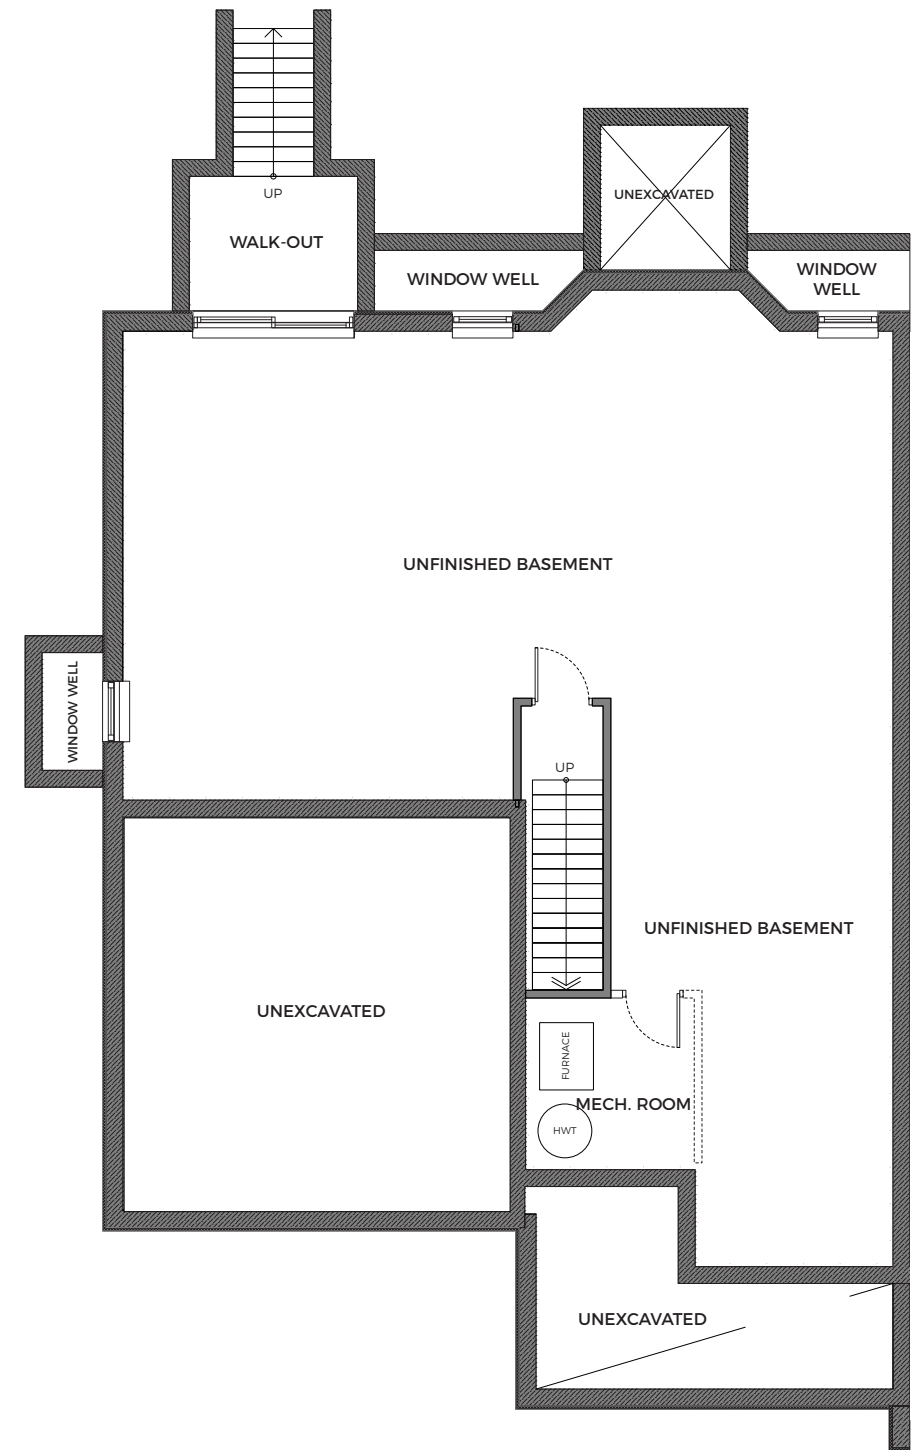 UP
UNEXCAVATED
WALK-OUT
WINDOW WELL
WINDOW
WELL
UNFINISHED BASEMENT
WINDOW WELL
UP
UNFINISHED BASEMENT
UNEXCAVATED
FURNACE
MECH. ROOM
HWT
UNEXCAVATED